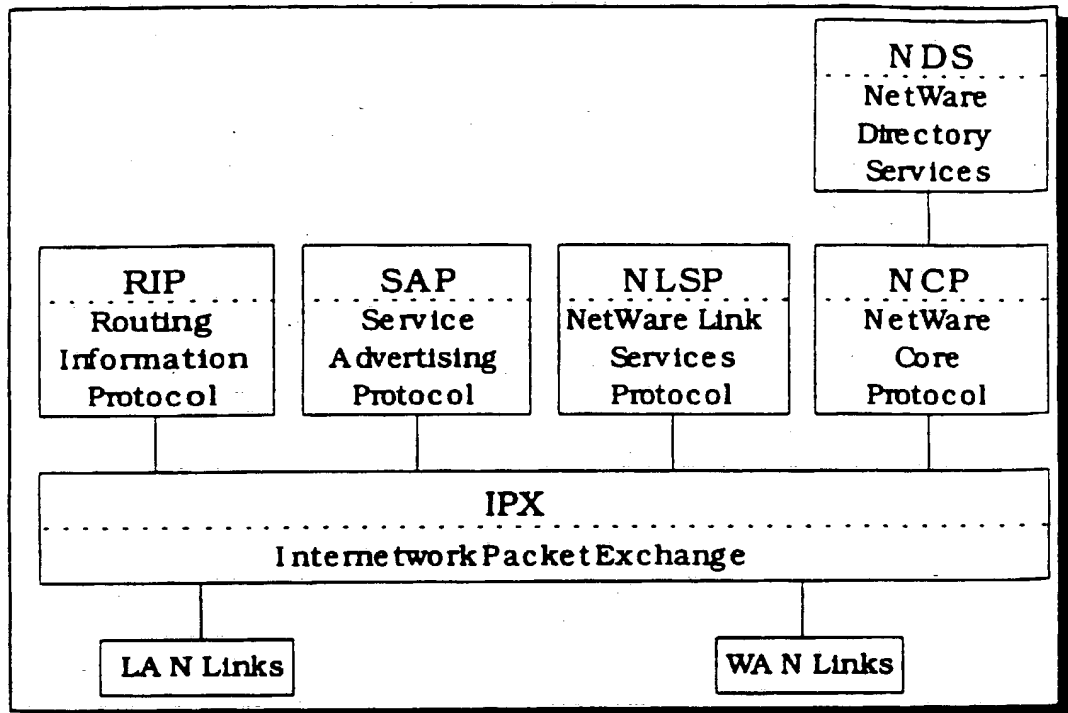 NDS
NetWare
Directory
Services
RIP
Routing
Information
Protocol
SAP
Service
Advertising
Protocol
NLSP
NetWare Link
Services
Protocol
NCP
NetWare
Core
Protocol
IPX
Internetwork Packet Exchange
LAN Links
WAN Links